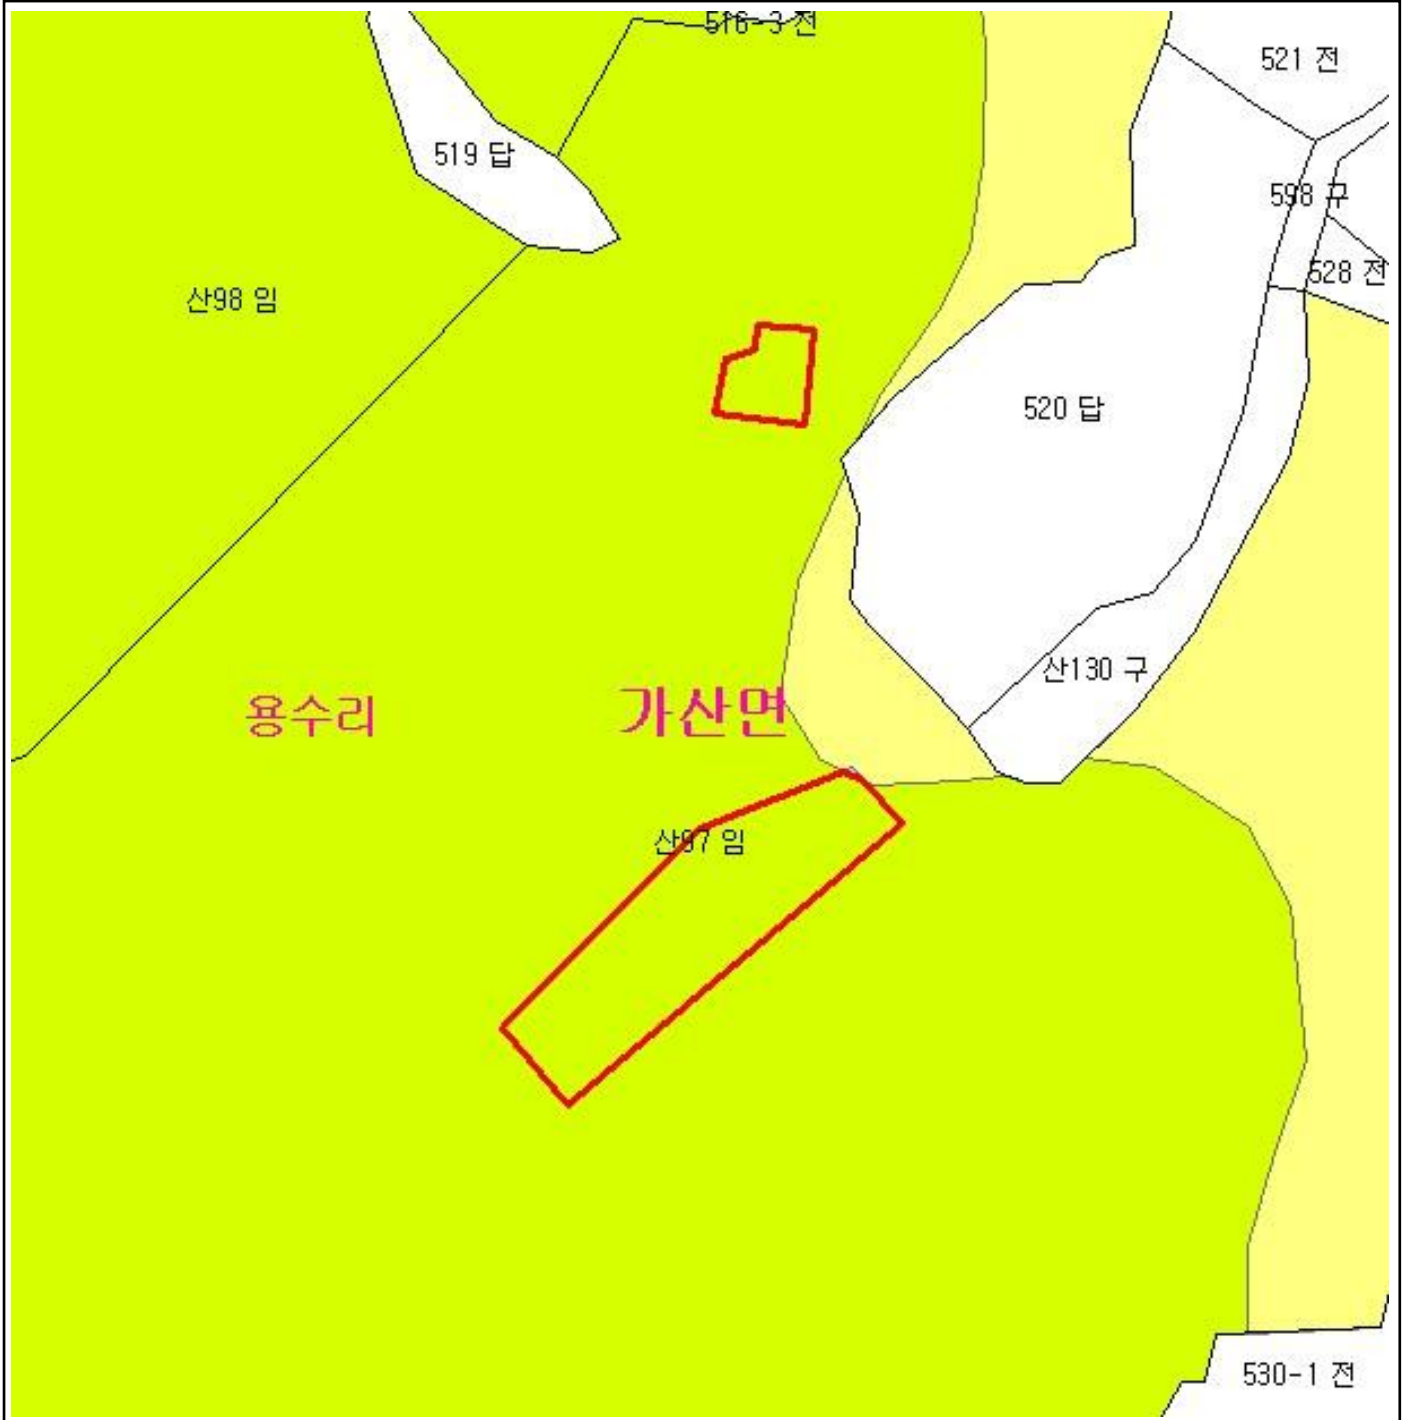 516-3 전
521 전
519 답
598 구
528 전
산98 임
520 답
산130 구
용수리
가산면
산97 임
530-1 전